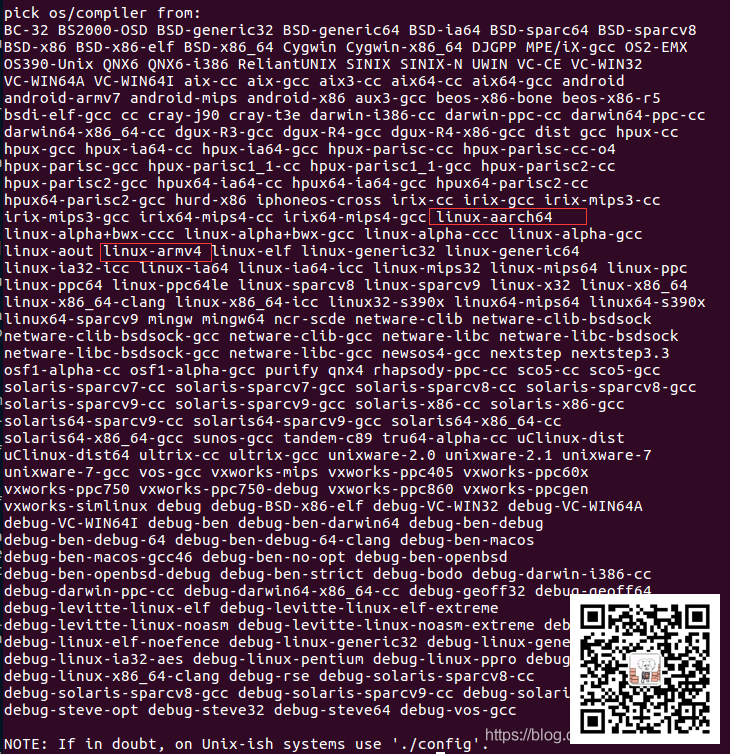 pick os/compiler from:
BC-32 BS2000-OSD BSD-generic32 BSD-generic64 BSD-ia64 BSD-sparc64 BSD-sparcv8
BSD-x86 BSD-x86-elf BSD-x86_64 Cygwin Cygwin-x86_64 DJGPP MPE/iX-gcc OS2-EMX
OS390-Unix QNX6 QNX6-i386 ReliantUNIX SINIX SINIX-N UWIN VC-CE VC-WIN32
VC-WIN64A VC-WIN64I aix-cc aix-gcc aix3-cc aix64-cc aix64-gcc android
android-armv7 android-mips android-x86 aux3-gcc beos-x86-bone beos-x86-r5
bsdi-elf-gcc cc cray-j90 cray-t3e darwin-i386-cc darwin-ppc-cc darwin64-ppc-cc
darwin64-x86_64-cc dgux-R3-gcc dgux-R4-gcc dgux-R4-x86-gcc dist gcc hpux-cc
hpux-gcc hpux-ia64-cc hpux-ia64-gcc hpux-parisc-cc hpux-parisc-cc-o4
hpux-parisc-gcc hpux-parisc1_1-cc hpux-parisc1_1-gcc hpux-parisc2-cc
hpux-parisc2-gcc hpux64-ia64-cc hpux64-ia64-gcc hpux64-parisc2-cc
hpux64-parisc2-gcc hurd-x86 iphoneos-cross irix-cc irix-gcc irix-mips3-cc
irix-mips3-gcc irix64-mips4-cc irix64-mips4-gcc linux-aarch64
linux-alpha+bwx-ccc linux-alpha+bwx-gcc linux-alpha-ccc linux-alpha-gcc
linux-aout linux-armv4 linux-elf linux-generic32 linux-generic64
linux-ia32-icc linux-ia64 linux-ia64-icc linux-mips32 linux-mips64 linux-ppc
linux-ppc64 linux-ppc64le linux-sparcv8 linux-sparcv9 linux-x32 linux-x86_64
linux-x86_64-clang linux-x86_64-icc linux32-s390x linux64-mips64 linux64-s390x
linux64-sparcv9 mingw mingw64 ncr-scde netware-clib netware-clib-bsdsock
netware-clib-bsdsock-gcc netware-clib-gcc netware-libc netware-libc-bsdsock
netware-libc-bsdsock-gcc netware-libc-gcc newsos4-gcc nextstep nextstep3.3
osf1-alpha-cc osf1-alpha-gcc purify qnx4 rhapsody-ppc-cc sco5-cc sco5-gcc
solaris-sparcv7-cc solaris-sparcv7-gcc solaris-sparcv8-cc solaris-sparcv8-gcc
solaris-sparcv9-cc solaris-sparcv9-gcc solaris-x86-cc solaris-x86-gcc
solaris64-sparcv9-cc solaris64-sparcv9-gcc solaris64-x86_64-cc
solaris64-x86_64-gcc sunos-gcc tandem-c89 tru64-alpha-cc uClinux-dist
uClinux-dist64 ultrix-cc ultrix-gcc unixware-2.0 unixware-2.1 unixware-7
unixware-7-gcc vos-gcc vxworks-mips vxworks-ppc405 vxworks-ppc60x
vxworks-ppc750 vxworks-ppc750-debug vxworks-ppc860 vxworks-ppcgen
vxworks-simlinux debug debug-BSD-x86-elf debug-VC-WIN32 debug-VC-WIN64A
debug-VC-WIN64I debug-ben debug-ben-darwin64 debug-ben-debug
debug-ben-debug-64 debug-ben-debug-64-clang debug-ben-macos
debug-ben-macos-gcc46 debug-ben-no-opt debug-ben-openbsd
debug-ben-openbsd-debug debug-ben-strict debug-bodo debug-darwin-i386-cc
debug-darwin-ppc-cc debug-darwin64-x86_64-cc debug-geoff32 debug-geoff64
debug-levitte-linux-elf debug-levitte-linux-elf-extreme
debug-levitte-linux-noasm debug-levitte-linux-noasm-extreme
debug-linux-elf-noefence debug-linux-generic32
debug-linux-ia32-aes debug-linux-pentium debug-linux-ppro
debug-linux-x86_64-clang debug-rse debug-solaris-sparcv8-cc
debug-solaris-sparcv8-gcc debug-solaris-sparcv9-cc
debug-steve-opt debug-steve32 debug-steve64 debug-vos-gcc
NOTE: If in doubt, on Unix-ish systems use './config'.
https://blog.